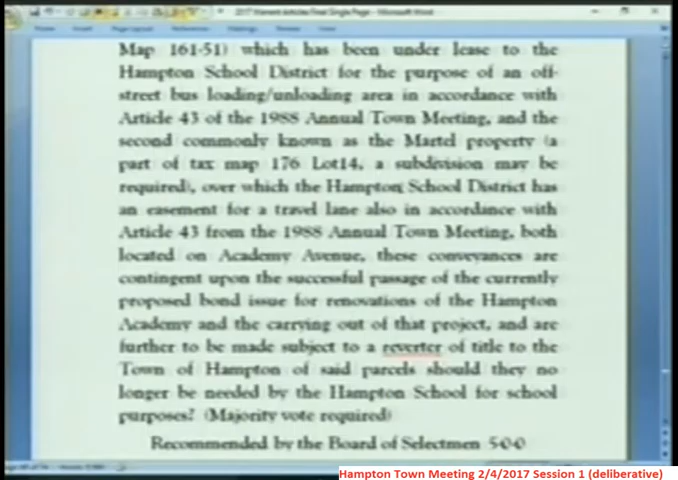 2017 Warrant Articles Final Single Page - Microsoft Word
Map 161-51) which has been under lease to the
Hampton School District for the purpose of an off-
street bus loading/unloading area in accordance with
Article 43 of the 1988 Annual Town Meeting, and the
second commonly known as the Martel property (a
part of tax map 176 Lot14, a subdivision may be
required), over which the Hampton School District has
an easement for a travel lane also in accordance with
Article 43 from the 1988 Annual Town Meeting, both
located on Academy Avenue, these conveyances are
contingent upon the successful passage of the currently
proposed bond issue for renovations of the Hampton
Academy and the carrying out of that project, and are
further to be made subject to a reverter of title to the
Town of Hampton of said parcels should they no
longer be needed by the Hampton School for school
purposes? (Majority vote required)
Recommended by the Board of Selectmen 5-0-0
Hampton Town Meeting 2/4/2017 Session 1 (deliberative)